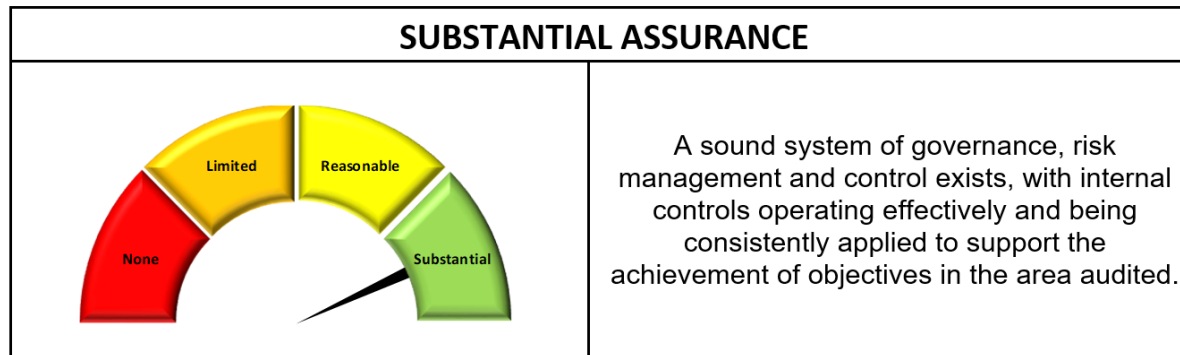 SUBSTANTIAL ASSURANCE
Limited
Reasonable
None
Substantial
A sound system of governance, risk
management and control exists, with internal
controls operating effectively and being
consistently applied to support the
achievement of objectives in the area audited.